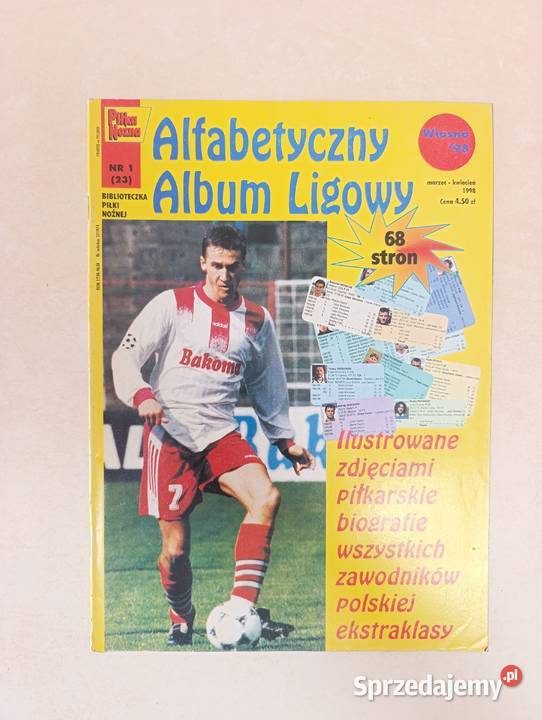 Piłka
Nożna
NR 1
(23)
BIBLIOTECZKA
PIŁKI
NOŻNEJ
Alfabetyczny
Album Ligowy
Wiosna
'98
marzec - kwiecień
1998
Cena 4.50 zł
68
stron
adidas
Bakoma
7
Ilustrowane
zdjęciami
piłkarskie
biografie
wszystkich
zawodników
polskiej
ekstraklasy
Sprzedajemy.pl